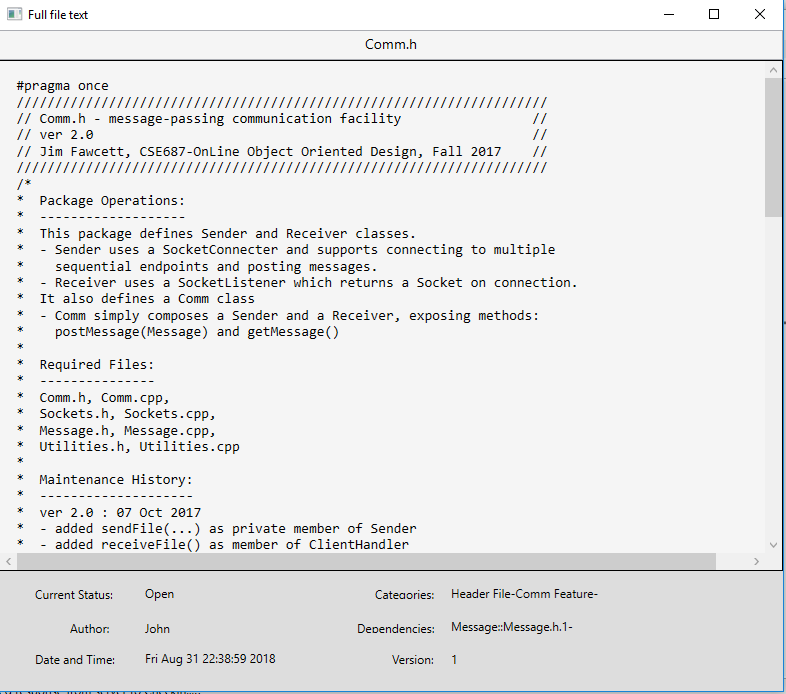 Full file text
Comm.h
#pragma once
/////////////////////////////////////////////////////////////////////
// Comm.h - message-passing communication facility                 //
// ver 2.0                                                         //
// Jim Fawcett, CSE687-OnLine Object Oriented Design, Fall 2017    //
/////////////////////////////////////////////////////////////////////
/*
*  Package Operations:
*  -------------------
*  This package defines Sender and Receiver classes.
*  - Sender uses a SocketConnecter and supports connecting to multiple
*    sequential endpoints and posting messages.
*  - Receiver uses a SocketListener which returns a Socket on connection.
*  It also defines a Comm class
*  - Comm simply composes a Sender and a Receiver, exposing methods:
*    postMessage(Message) and getMessage()
*
*  Required Files:
*  ---------------
*  Comm.h, Comm.cpp,
*  Sockets.h, Sockets.cpp,
*  Message.h, Message.cpp,
*  Utilities.h, Utilities.cpp
*
*  Maintenance History:
*  --------------------
*  ver 2.0 : 07 Oct 2017
*  - added sendFile(...) as private member of Sender
*  - added receiveFile() as member of ClientHandler
Current Status: Open
Categories: Header File-Comm Feature-
Author: John
Dependencies: Message::Message.h.1-
Date and Time: Fri Aug 31 22:38:59 2018
Version: 1